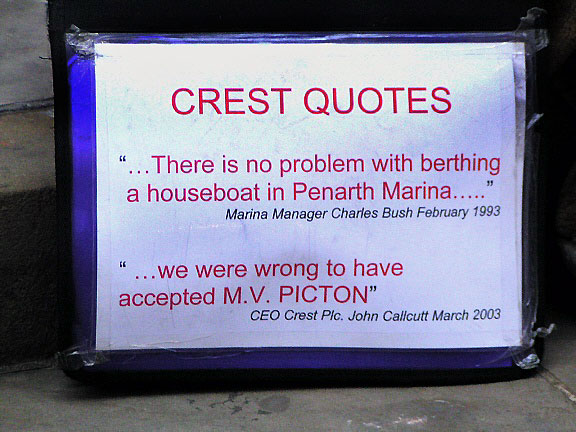 CREST QUOTES
“…There is no problem with berthing
a houseboat in Penarth Marina…..”
Marina Manager Charles Bush February 1993
“ …we were wrong to have
accepted M.V. PICTON”
CEO Crest Plc. John Callcutt March 2003